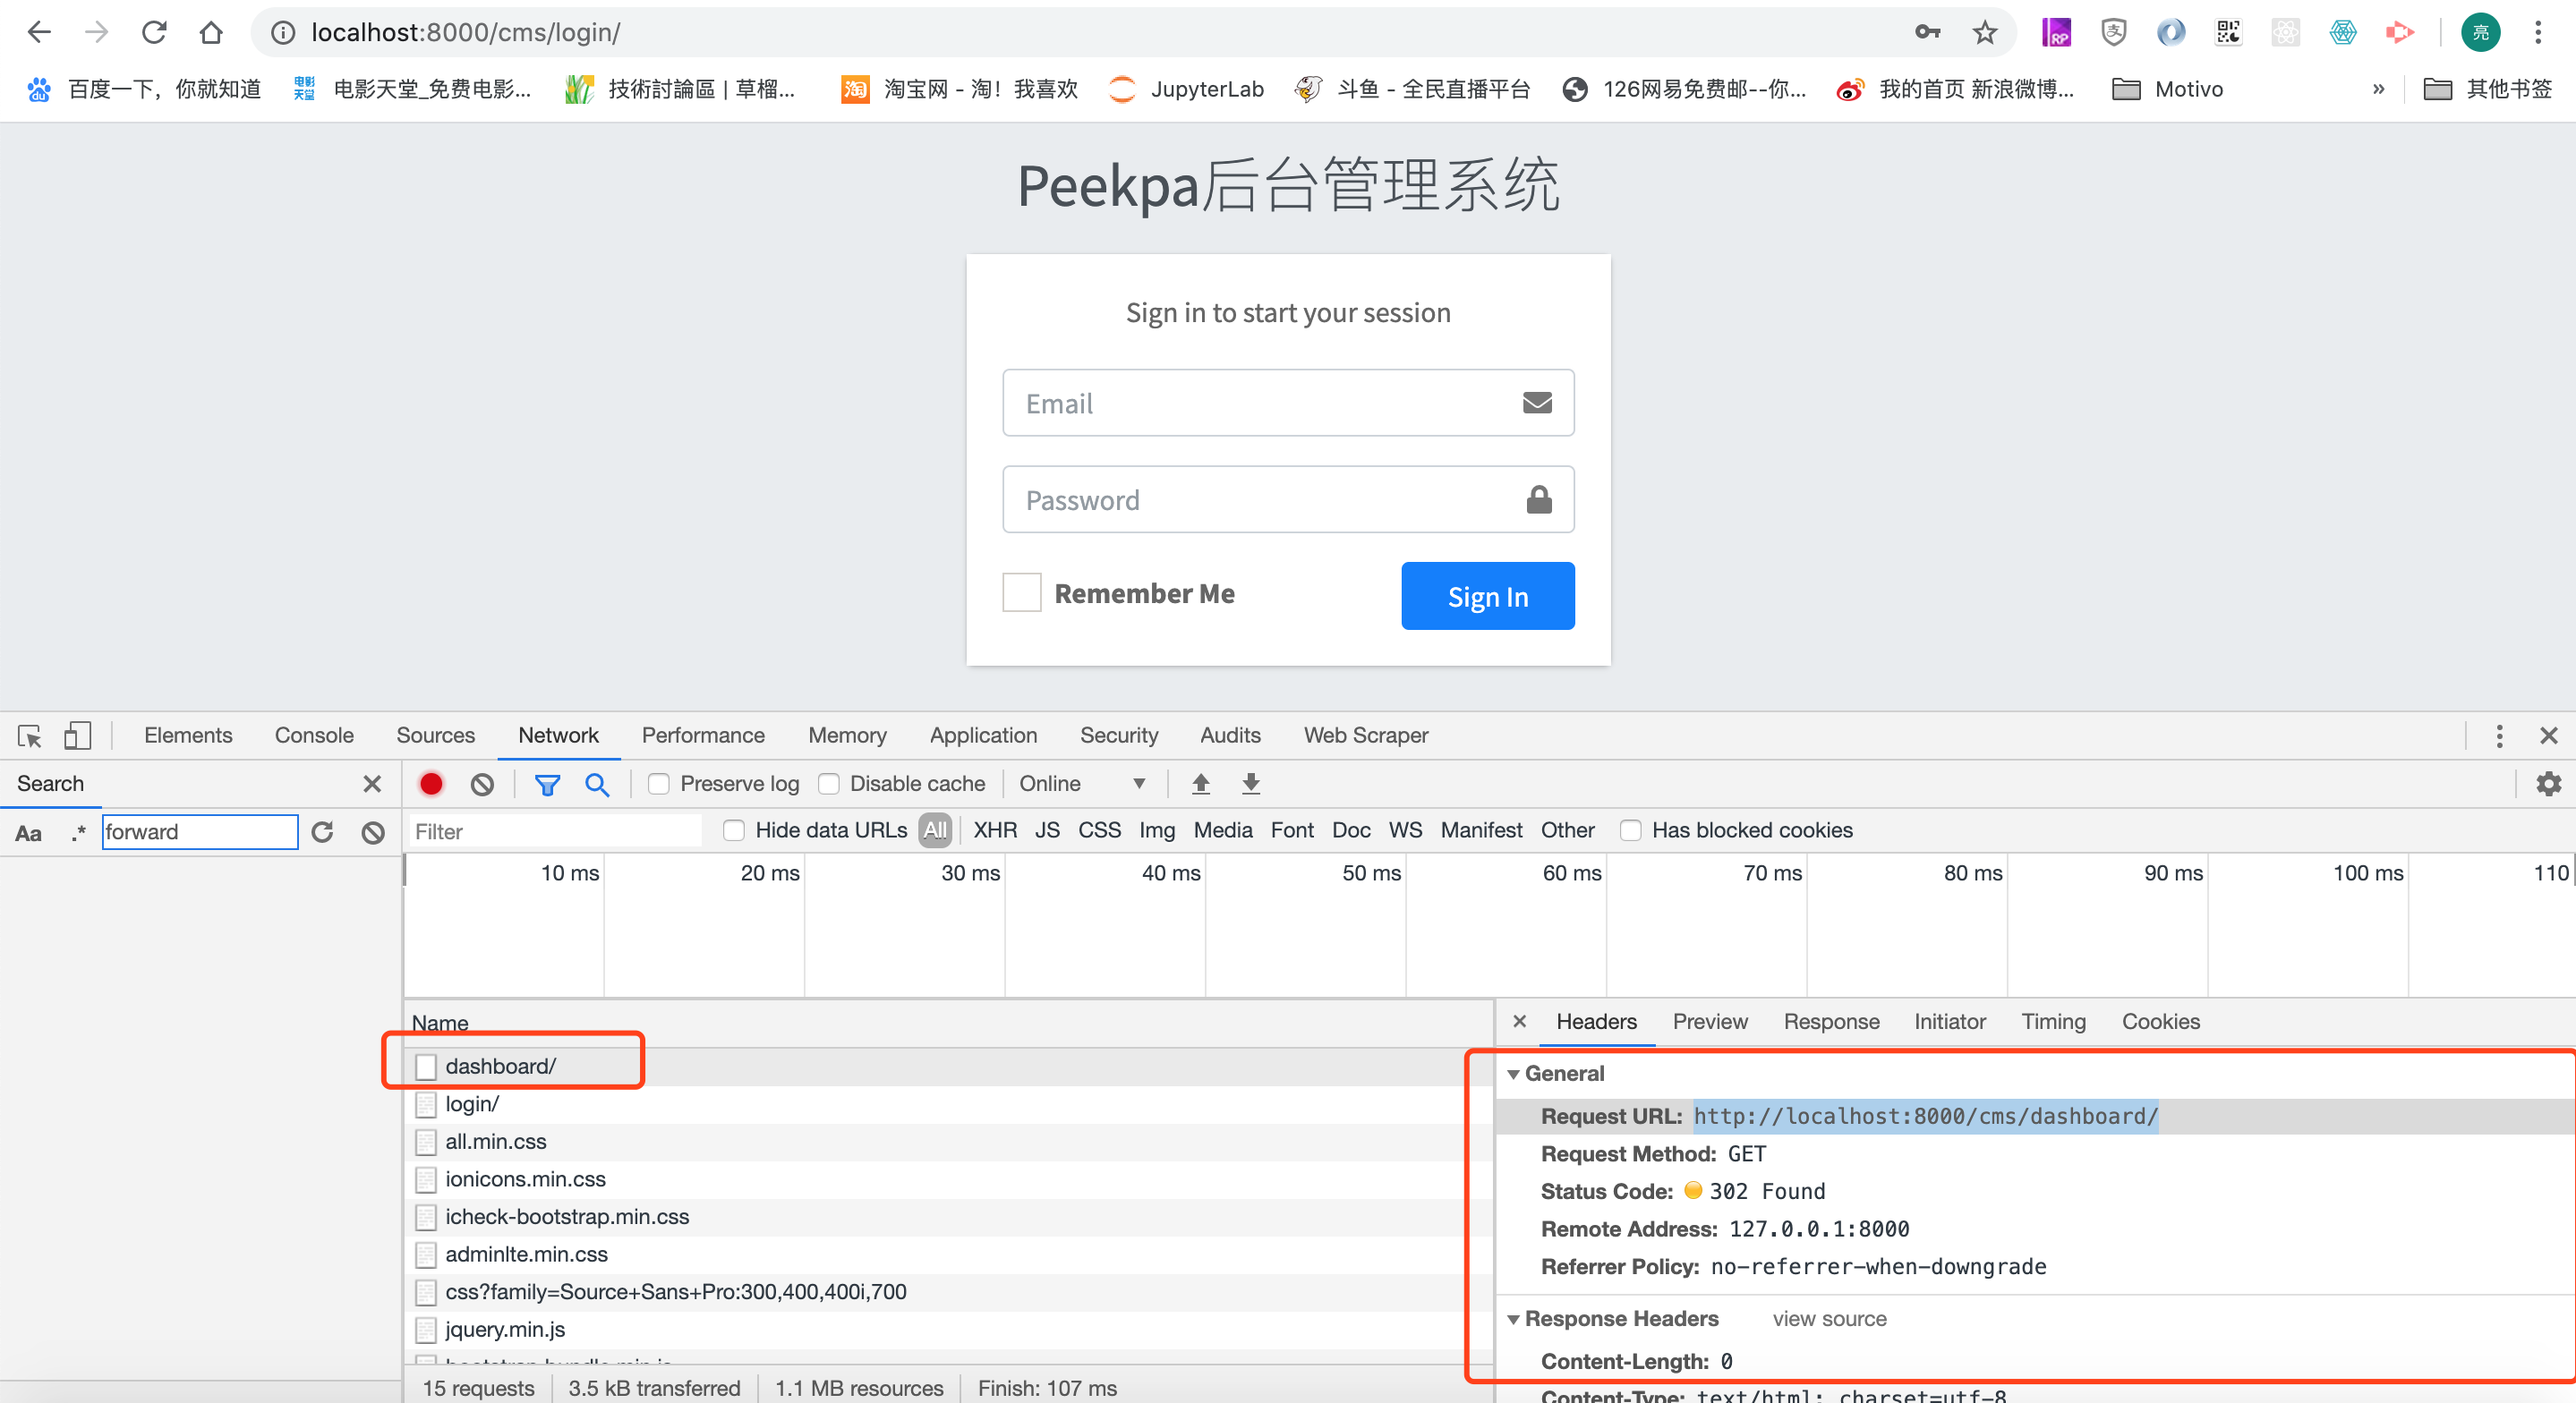 localhost:8000/cms/login/
亮
百度一下，你就知道
电影天堂_免费电影...
技術討論區 | 草榴...
淘宝网 - 淘！我喜欢
JupyterLab
斗鱼 - 全民直播平台
126网易免费邮--你...
我的首页 新浪微博...
Motivo
»
其他书签
Peekpa后台管理系统
Sign in to start your session
Email
Password
Remember Me
Sign In
Elements Console Sources Network Performance Memory Application Security Audits Web Scraper
Search
Preserve log Disable cache Online
Aa .* forward
Filter Hide data URLs All XHR JS CSS Img Media Font Doc WS Manifest Other Has blocked cookies
10 ms 20 ms 30 ms 40 ms 50 ms 60 ms 70 ms 80 ms 90 ms 100 ms 110
Name
dashboard/
login/
all.min.css
ionicons.min.css
icheck-bootstrap.min.css
adminlte.min.css
css?family=Source+Sans+Pro:300,400,400i,700
jquery.min.js
15 requests 3.5 kB transferred 1.1 MB resources Finish: 107 ms
Headers Preview Response Initiator Timing Cookies
General
Request URL: http://localhost:8000/cms/dashboard/
Request Method: GET
Status Code: 302 Found
Remote Address: 127.0.0.1:8000
Referrer Policy: no-referrer-when-downgrade
Response Headers view source
Content-Length: 0
Content-Type: text/html; charset=utf-8